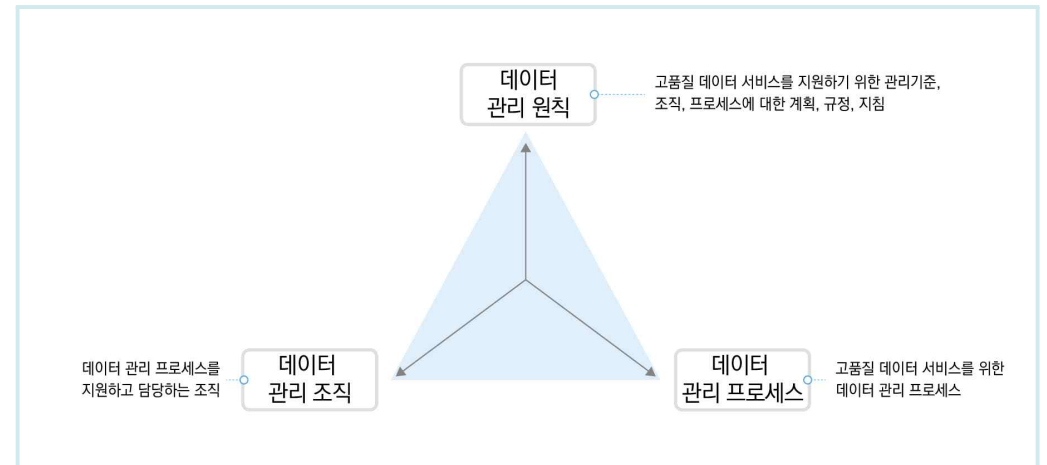 데이터
관리 원칙
고품질 데이터 서비스를 지원하기 위한 관리기준,
조직, 프로세스에 대한 계획, 규정, 지침
데이터 관리 프로세스를
지원하고 담당하는 조직
데이터
관리 조직
데이터
관리 프로세스
고품질 데이터 서비스를 위한
데이터 관리 프로세스